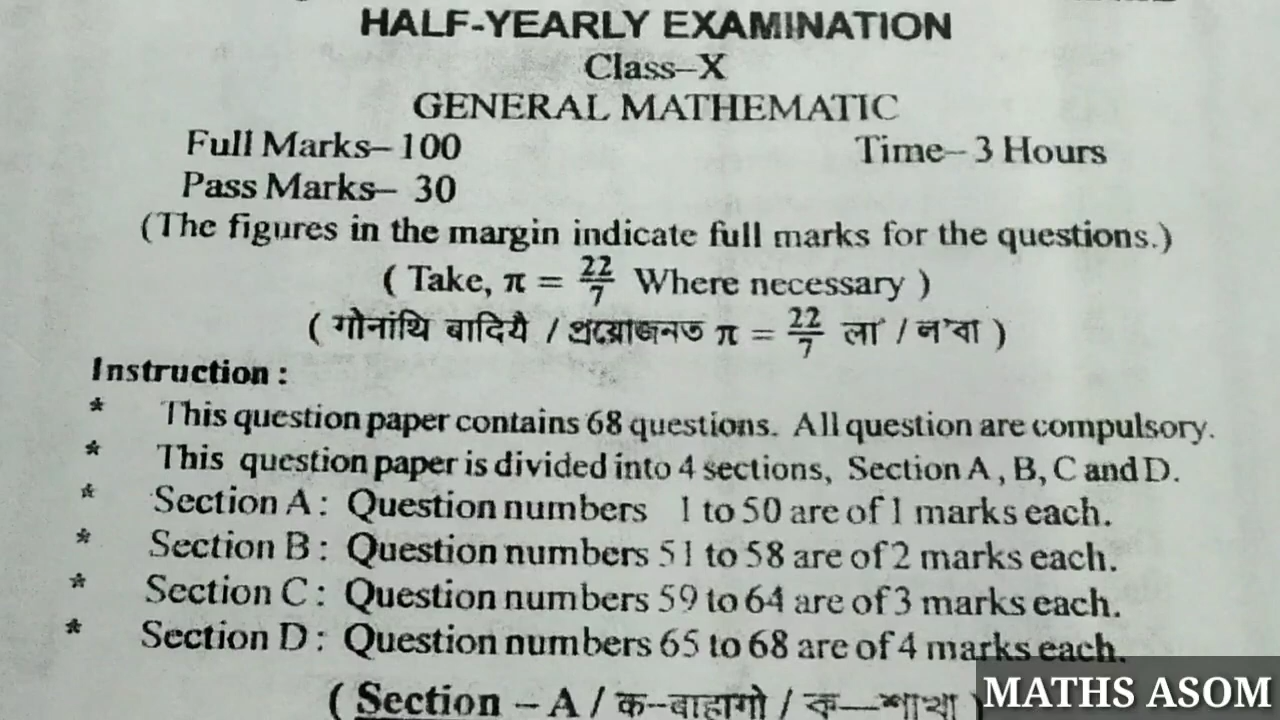 HALF-YEARLY EXAMINATION
Class–X
GENERAL MATHEMATIC
Full Marks– 100 Time– 3 Hours
Pass Marks– 30
(The figures in the margin indicate full marks for the questions.)
( Take, π = 22/7 Where necessary )
( गोनांथि बादियै / প্ৰয়োজনত π = 22/7 ला' / ল'বা )
Instruction :
* This question paper contains 68 questions. All question are compulsory.
* This question paper is divided into 4 sections, Section A , B, C and D.
* Section A : Question numbers 1 to 50 are of 1 marks each.
* Section B : Question numbers 51 to 58 are of 2 marks each.
* Section C : Question numbers 59 to 64 are of 3 marks each.
* Section D : Question numbers 65 to 68 are of 4 marks each.
( Section – A / क-बाहागो / ক—শাখা )
MATHS ASOM